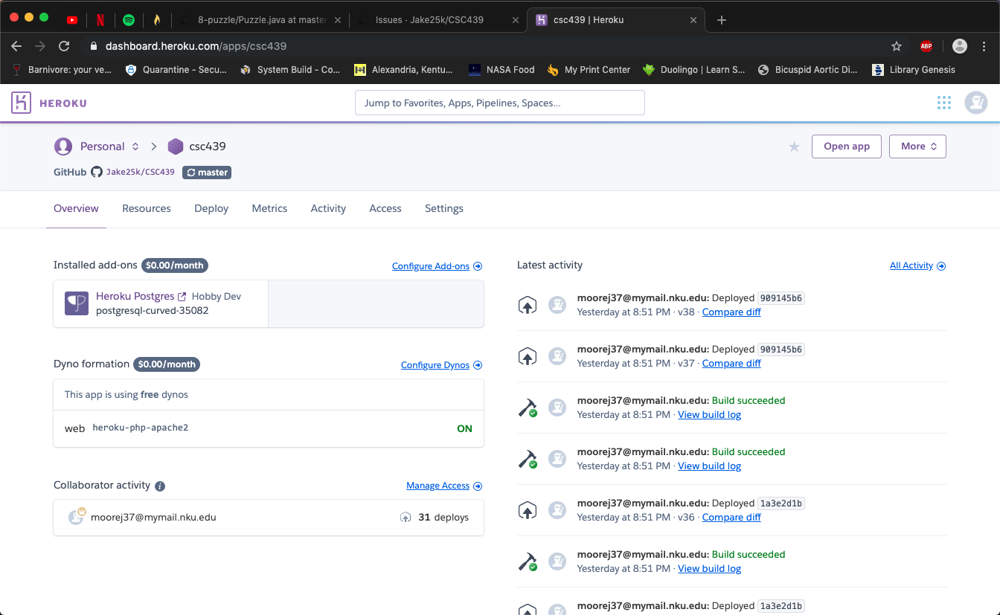 8-puzzle/Puzzle.java at master
Issues · Jake25k/CSC439
csc439 | Heroku
dashboard.heroku.com/apps/csc439
ABP
Barnivore: your ve...
Quarantine - Secu...
System Build - Co...
Alexandria, Kentu...
NASA Food
My Print Center
Duolingo | Learn S...
Bicuspid Aortic Di...
Library Genesis
HEROKU
Jump to Favorites, Apps, Pipelines, Spaces...
Personal
csc439
Open app
More
GitHub Jake25k/CSC439 master
Overview Resources Deploy Metrics Activity Access Settings
Installed add-ons $0.00/month Configure Add-ons
Heroku Postgres Hobby Dev
postgresql-curved-35082
Dyno formation $0.00/month Configure Dynos
This app is using free dynos
web heroku-php-apache2 ON
Collaborator activity Manage Access
moorej37@mymail.nku.edu 31 deploys
Latest activity All Activity
moorej37@mymail.nku.edu: Deployed 909145b6
Yesterday at 8:51 PM · v38 · Compare diff
moorej37@mymail.nku.edu: Deployed 909145b6
Yesterday at 8:51 PM · v37 · Compare diff
moorej37@mymail.nku.edu: Build succeeded
Yesterday at 8:51 PM · View build log
moorej37@mymail.nku.edu: Build succeeded
Yesterday at 8:51 PM · View build log
moorej37@mymail.nku.edu: Deployed 1a3e2d1b
Yesterday at 8:51 PM · v36 · Compare diff
moorej37@mymail.nku.edu: Build succeeded
Yesterday at 8:51 PM · View build log
moorej37@mymail.nku.edu: Deployed 1a3e2d1b